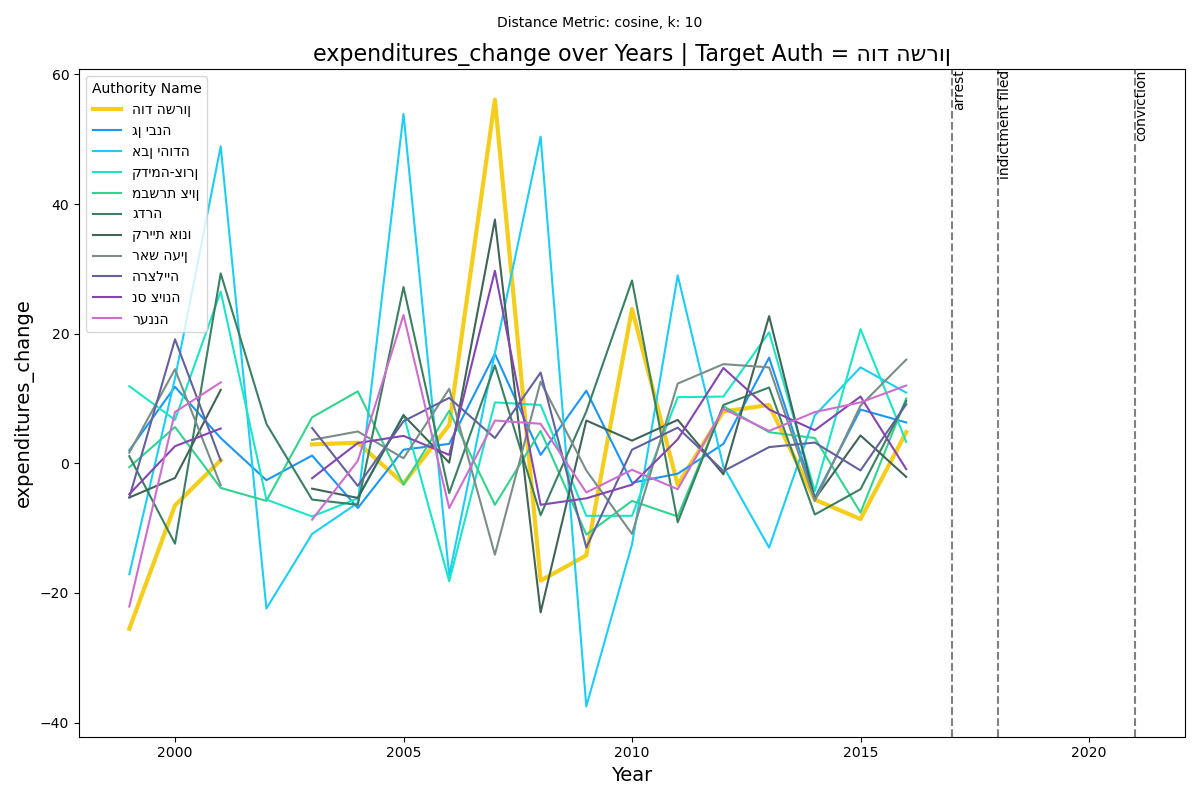 Distance Metric: cosine, k: 10
expenditures_change over Years | Target Auth = הוד השרון
Authority Name
הוד השרון
גן יבנה
אבן יהודה
קדימה-צורן
מבשרת ציון
גדרה
קריית אונו
ראש העין
הרצלייה
נס ציונה
רעננה
arrest
indictment filed
conviction
60
40
20
0
−20
−40
expenditures_change
2000
2005
2010
2015
2020
Year